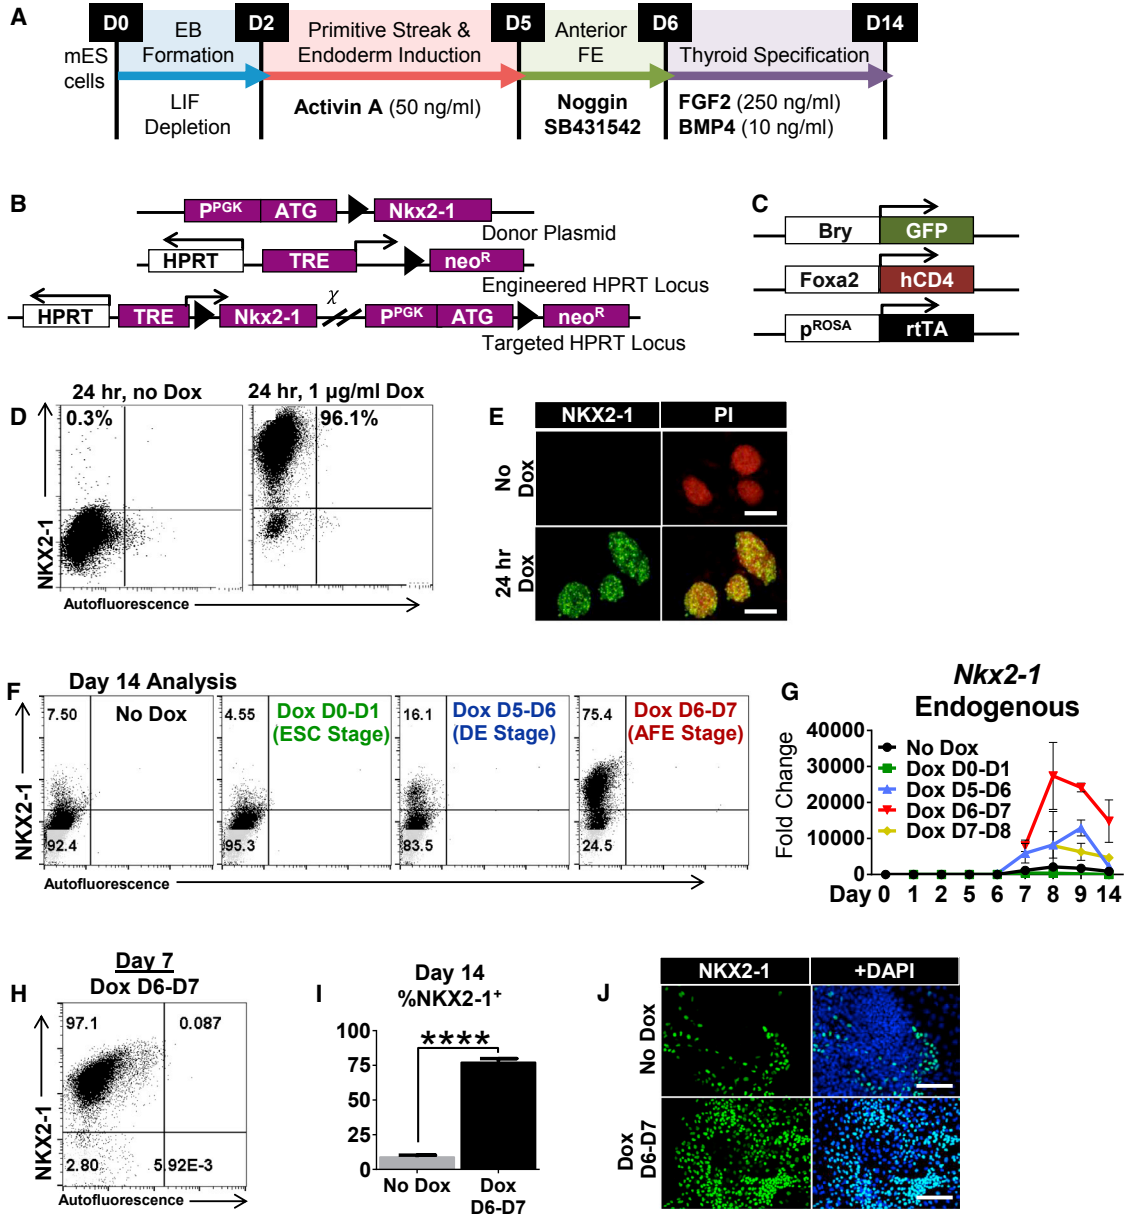 A
D0
D2
D5
D6
D14
mES
cells
EB
Formation
Primitive Streak &
Endoderm Induction
Anterior
FE
Thyroid Specification
LIF
Depletion
Activin A (50 ng/ml)
Noggin
SB431542
FGF2 (250 ng/ml)
BMP4 (10 ng/ml)
B
PPGK ATG Nkx2-1
Donor Plasmid
HPRT TRE neoR
Engineered HPRT Locus
χ
HPRT TRE Nkx2-1 PPGK ATG neoR
Targeted HPRT Locus
C
Bry GFP
Foxa2 hCD4
pROSA rtTA
D
24 hr, no Dox
24 hr, 1 µg/ml Dox
0.3%
96.1%
NKX2-1
Autofluorescence
E
NKX2-1 PI
No
Dox
24 hr
Dox
F
Day 14 Analysis
7.50
No Dox
92.4
4.55
Dox D0-D1
(ESC Stage)
95.3
16.1
Dox D5-D6
(DE Stage)
83.5
75.4
Dox D6-D7
(AFE Stage)
24.5
NKX2-1
Autofluorescence
G
Nkx2-1
Endogenous
Fold Change
40000
30000
20000
10000
0
No Dox
Dox D0-D1
Dox D5-D6
Dox D6-D7
Dox D7-D8
Day 0 1 2 5 6 7 8 9 14
H
Day 7
Dox D6-D7
97.1
0.087
2.80
5.92E-3
NKX2-1
Autofluorescence
I
Day 14
%NKX2-1+
****
100
75
50
25
0
No Dox
Dox
D6-D7
J
NKX2-1 +DAPI
No Dox
Dox
D6-D7